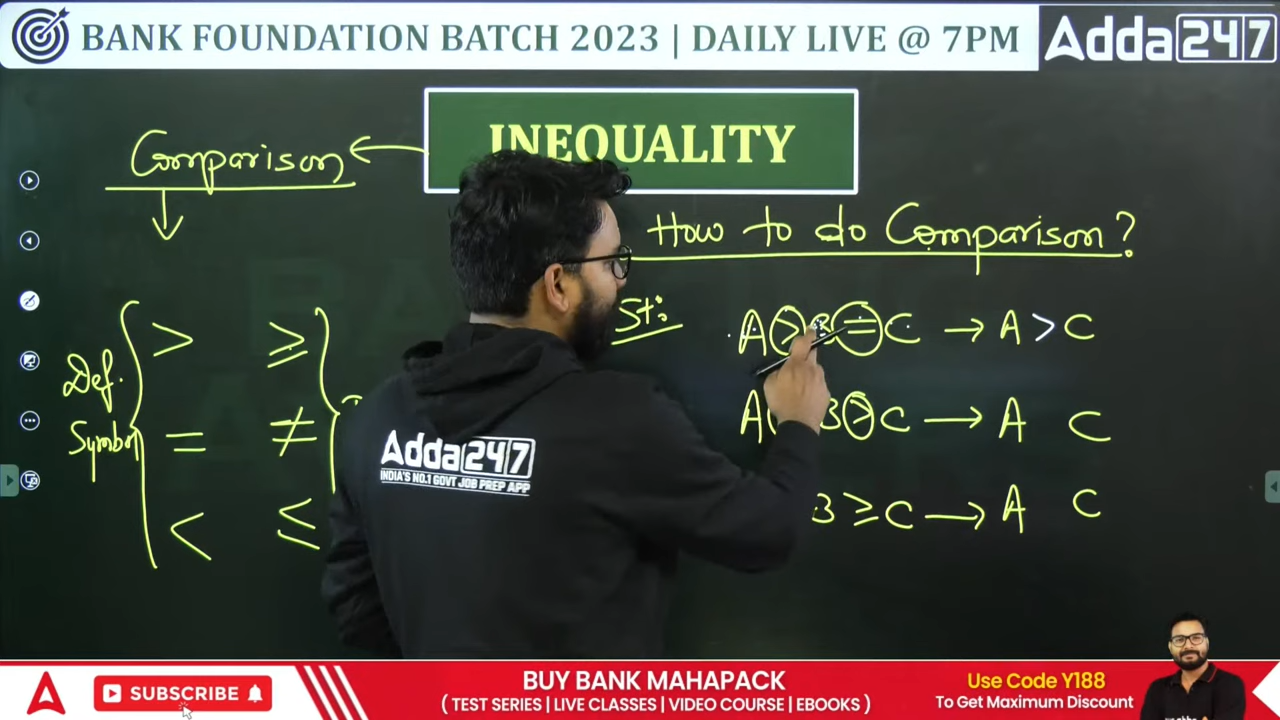 BANK FOUNDATION BATCH 2023 | DAILY LIVE @ 7PM
Adda247
INEQUALITY
Comparison
How to do Comparison?
St:
A > B = C → A > C
A B > C → A C
B ≥ C → A C
Def.
Symbol
> ≥
= ≠
< ≤
Adda247
INDIA'S NO.1 GOVT JOB PREP APP
SUBSCRIBE
BUY BANK MAHAPACK
( TEST SERIES | LIVE CLASSES | VIDEO COURSE | EBOOKS )
Use Code Y188
To Get Maximum Discount